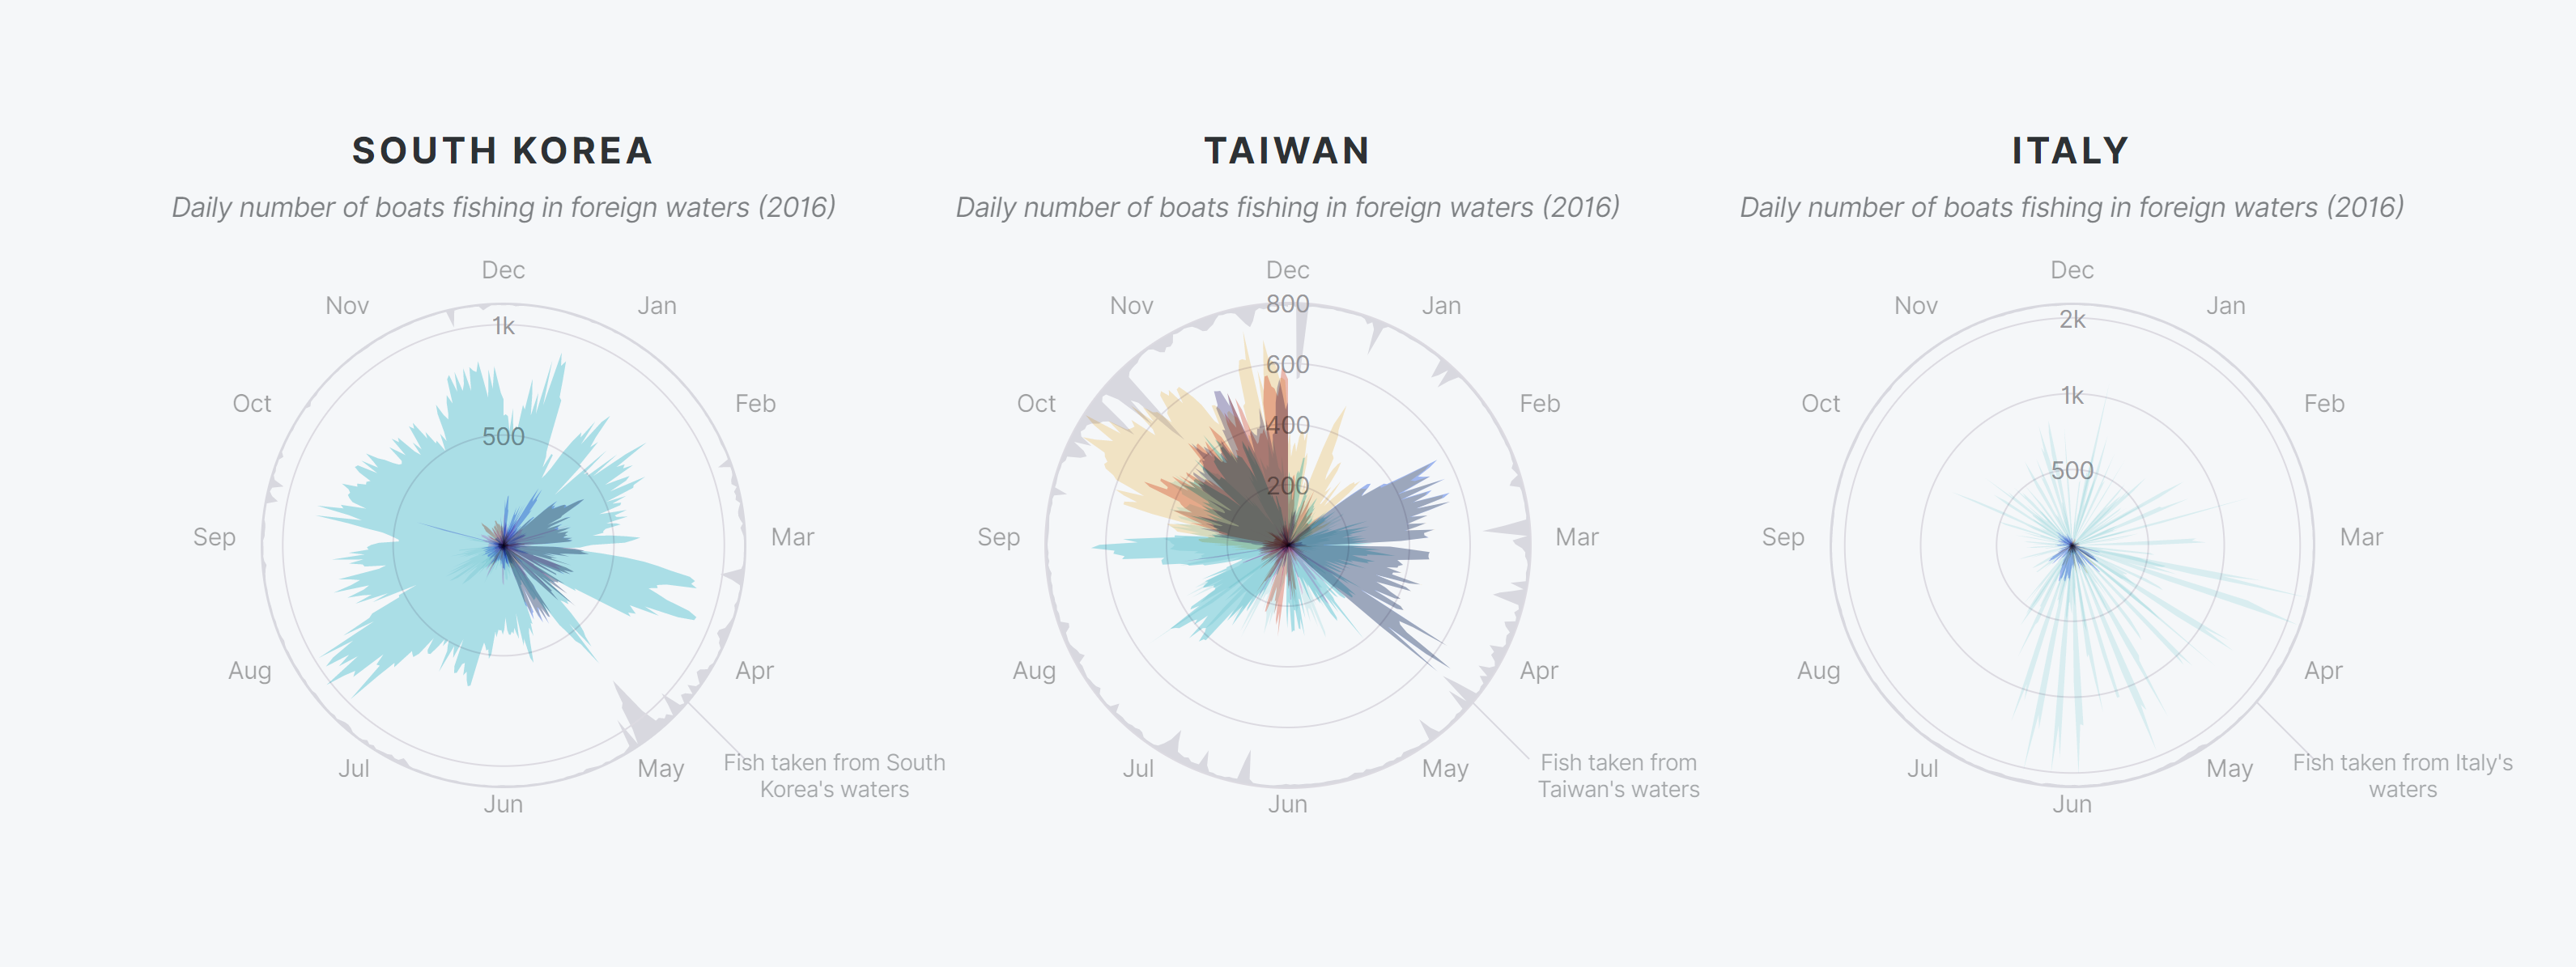 SOUTH KOREA
Daily number of boats fishing in foreign waters (2016)
Dec
Nov
Jan
1k
Oct
Feb
500
Sep
Mar
Aug
Apr
Jul
May
Jun
Fish taken from South
Korea's waters
TAIWAN
Daily number of boats fishing in foreign waters (2016)
Dec
800
Nov
Jan
600
Oct
Feb
400
200
Sep
Mar
Aug
Apr
Jul
May
Jun
Fish taken from
Taiwan's waters
ITALY
Daily number of boats fishing in foreign waters (2016)
Dec
Nov
Jan
2k
1k
Oct
Feb
500
Sep
Mar
Aug
Apr
Jul
May
Jun
Fish taken from Italy's
waters